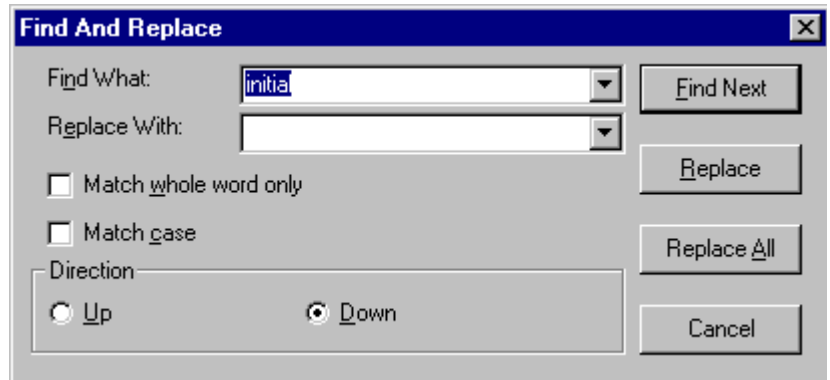 Find And Replace
Find What:
initial
Find Next
Replace With:
Replace
Match whole word only
Match case
Replace All
Direction
Up
Down
Cancel